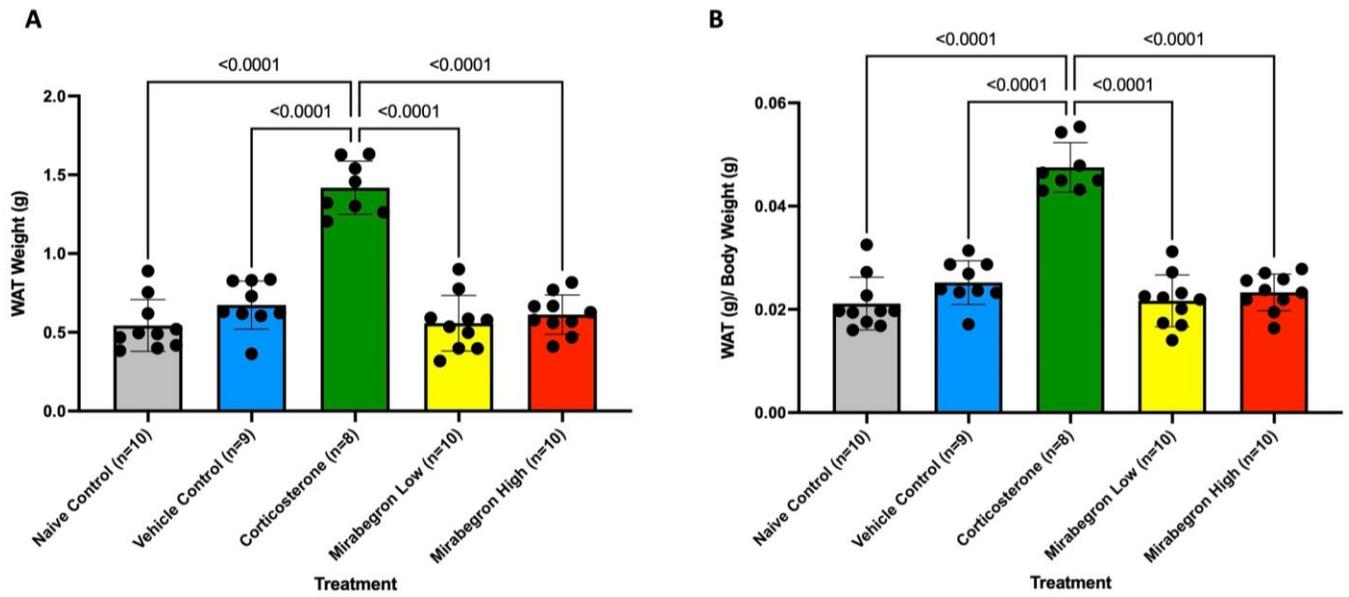 A
<0.0001
<0.0001
<0.0001
<0.0001
2.0
1.5
1.0
0.5
0.0
WAT Weight (g)
Naive Control (n=10)
Vehicle Control (n=9)
Corticosterone (n=8)
Mirabegron Low (n=10)
Mirabegron High (n=10)
Treatment
B
<0.0001
<0.0001
<0.0001
<0.0001
0.06
0.04
0.02
0.00
WAT (g)/ Body Weight (g)
Naive Control (n=10)
Vehicle Control (n=9)
Corticosterone (n=8)
Mirabegron Low (n=10)
Mirabegron High (n=10)
Treatment